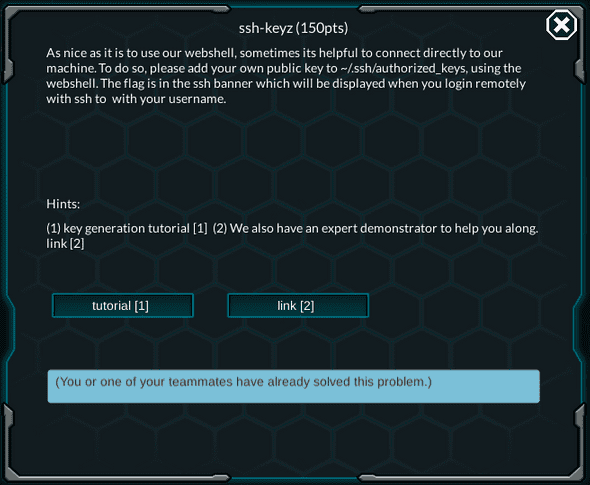 ssh-keyz (150pts)
As nice as it is to use our webshell, sometimes its helpful to connect directly to our
machine. To do so, please add your own public key to ~/.ssh/authorized_keys, using the
webshell. The flag is in the ssh banner which will be displayed when you login remotely
with ssh to with your username.
Hints:
(1) key generation tutorial [1] (2) We also have an expert demonstrator to help you along.
link [2]
tutorial [1]
link [2]
(You or one of your teammates have already solved this problem.)